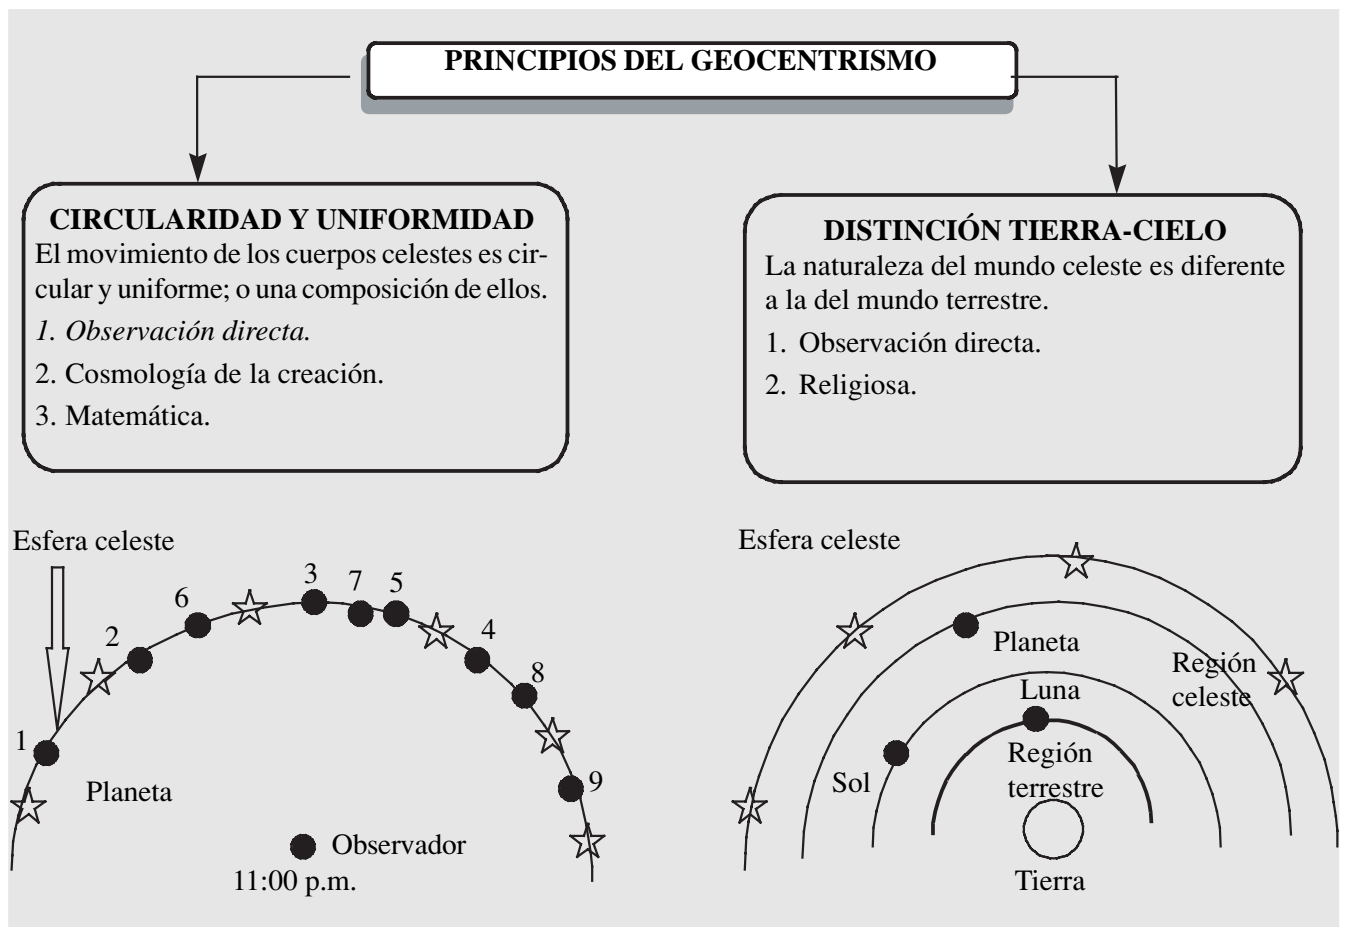 PRINCIPIOS DEL GEOCENTRISMO
CIRCULARIDAD Y UNIFORMIDAD
El movimiento de los cuerpos celestes es cir-
cular y uniforme; o una composición de ellos.
1. Observación directa.
2. Cosmología de la creación.
3. Matemática.
DISTINCIÓN TIERRA-CIELO
La naturaleza del mundo celeste es diferente
a la del mundo terrestre.
1. Observación directa.
2. Religiosa.
Esfera celeste
1
2
6
3
7
5
4
8
9
Planeta
Observador
11:00 p.m.
Esfera celeste
Planeta
Región
celeste
Luna
Región
terrestre
Sol
Tierra